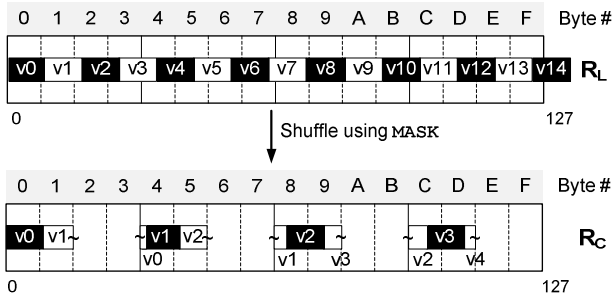 0 1 2 3 4 5 6 7 8 9 A B C D E F Byte #
v0 v1 v2 v3 v4 v5 v6 v7 v8 v9 v10 v11 v12 v13 v14 RL
0 127
Shuffle using MASK
0 1 2 3 4 5 6 7 8 9 A B C D E F Byte #
v0 v1 ~ ~ v1 v2 ~ ~ v2 ~ ~ v3 ~ RC
v0 v1 v3 v2 v4
0 127